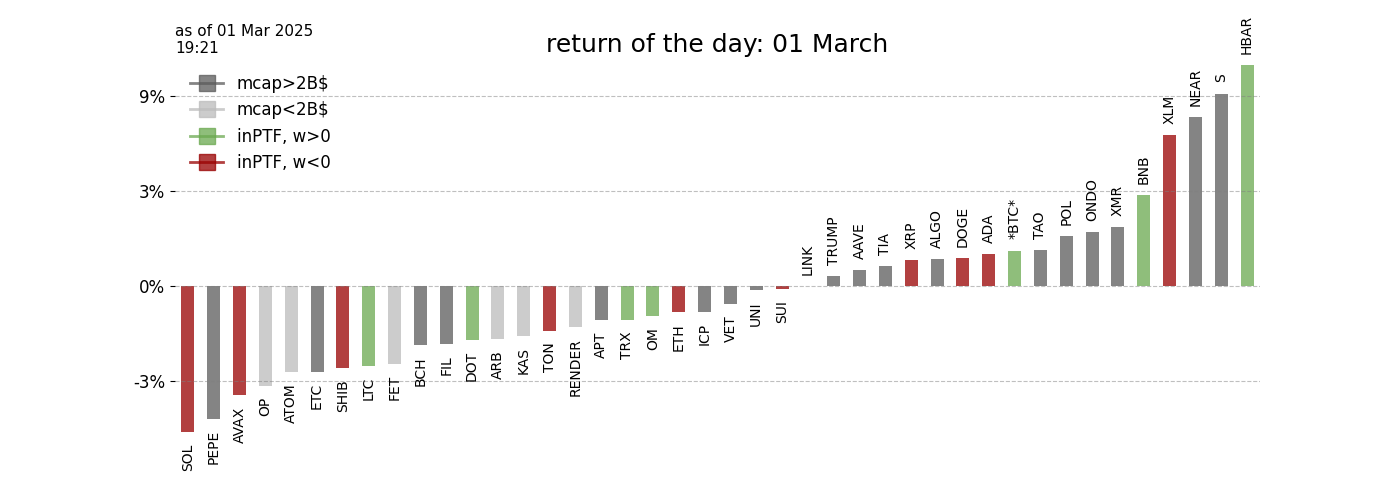 as of 01 Mar 2025
19:21
return of the day: 01 March
mcap>2B$
mcap<2B$
inPTF, w>0
inPTF, w<0
9%
3%
0%
-3%
SOL
PEPE
AVAX
OP
ATOM
ETC
SHIB
LTC
FET
BCH
FIL
DOT
ARB
KAS
TON
RENDER
APT
TRX
OM
ETH
ICP
VET
UNI
SUI
LINK
TRUMP
AAVE
TIA
XRP
ALGO
DOGE
ADA
*BTC*
TAO
POL
ONDO
XMR
BNB
XLM
NEAR
S
HBAR